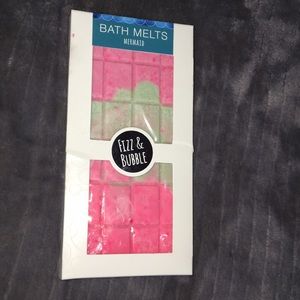 BATH MELTS
MERMAID
FIZZ &
BUBBLE